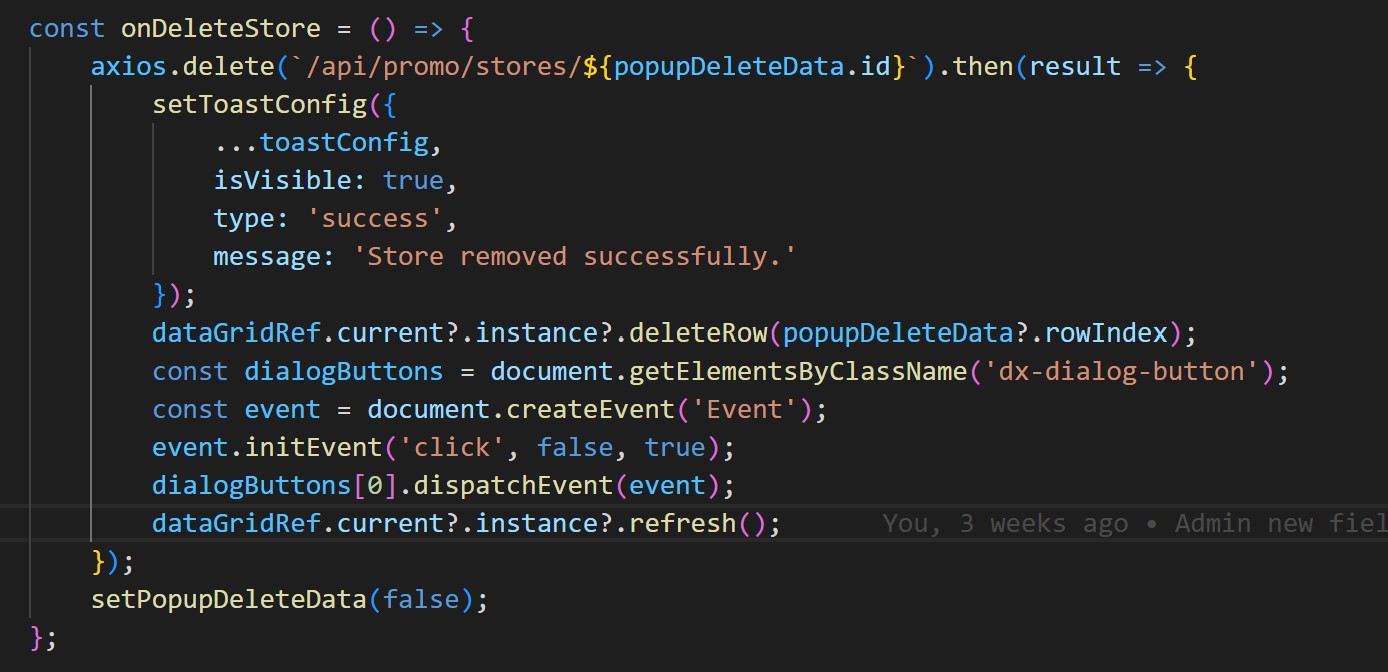 const onDeleteStore = () => {
    axios.delete(`/api/promo/stores/${popupDeleteData.id}`).then(result => {
        setToastConfig({
            ...toastConfig,
            isVisible: true,
            type: 'success',
            message: 'Store removed successfully.'
        });
        dataGridRef.current?.instance?.deleteRow(popupDeleteData?.rowIndex);
        const dialogButtons = document.getElementsByClassName('dx-dialog-button');
        const event = document.createEvent('Event');
        event.initEvent('click', false, true);
        dialogButtons[0].dispatchEvent(event);
        dataGridRef.current?.instance?.refresh();    You, 3 weeks ago • Admin new fiel
    });
    setPopupDeleteData(false);
};